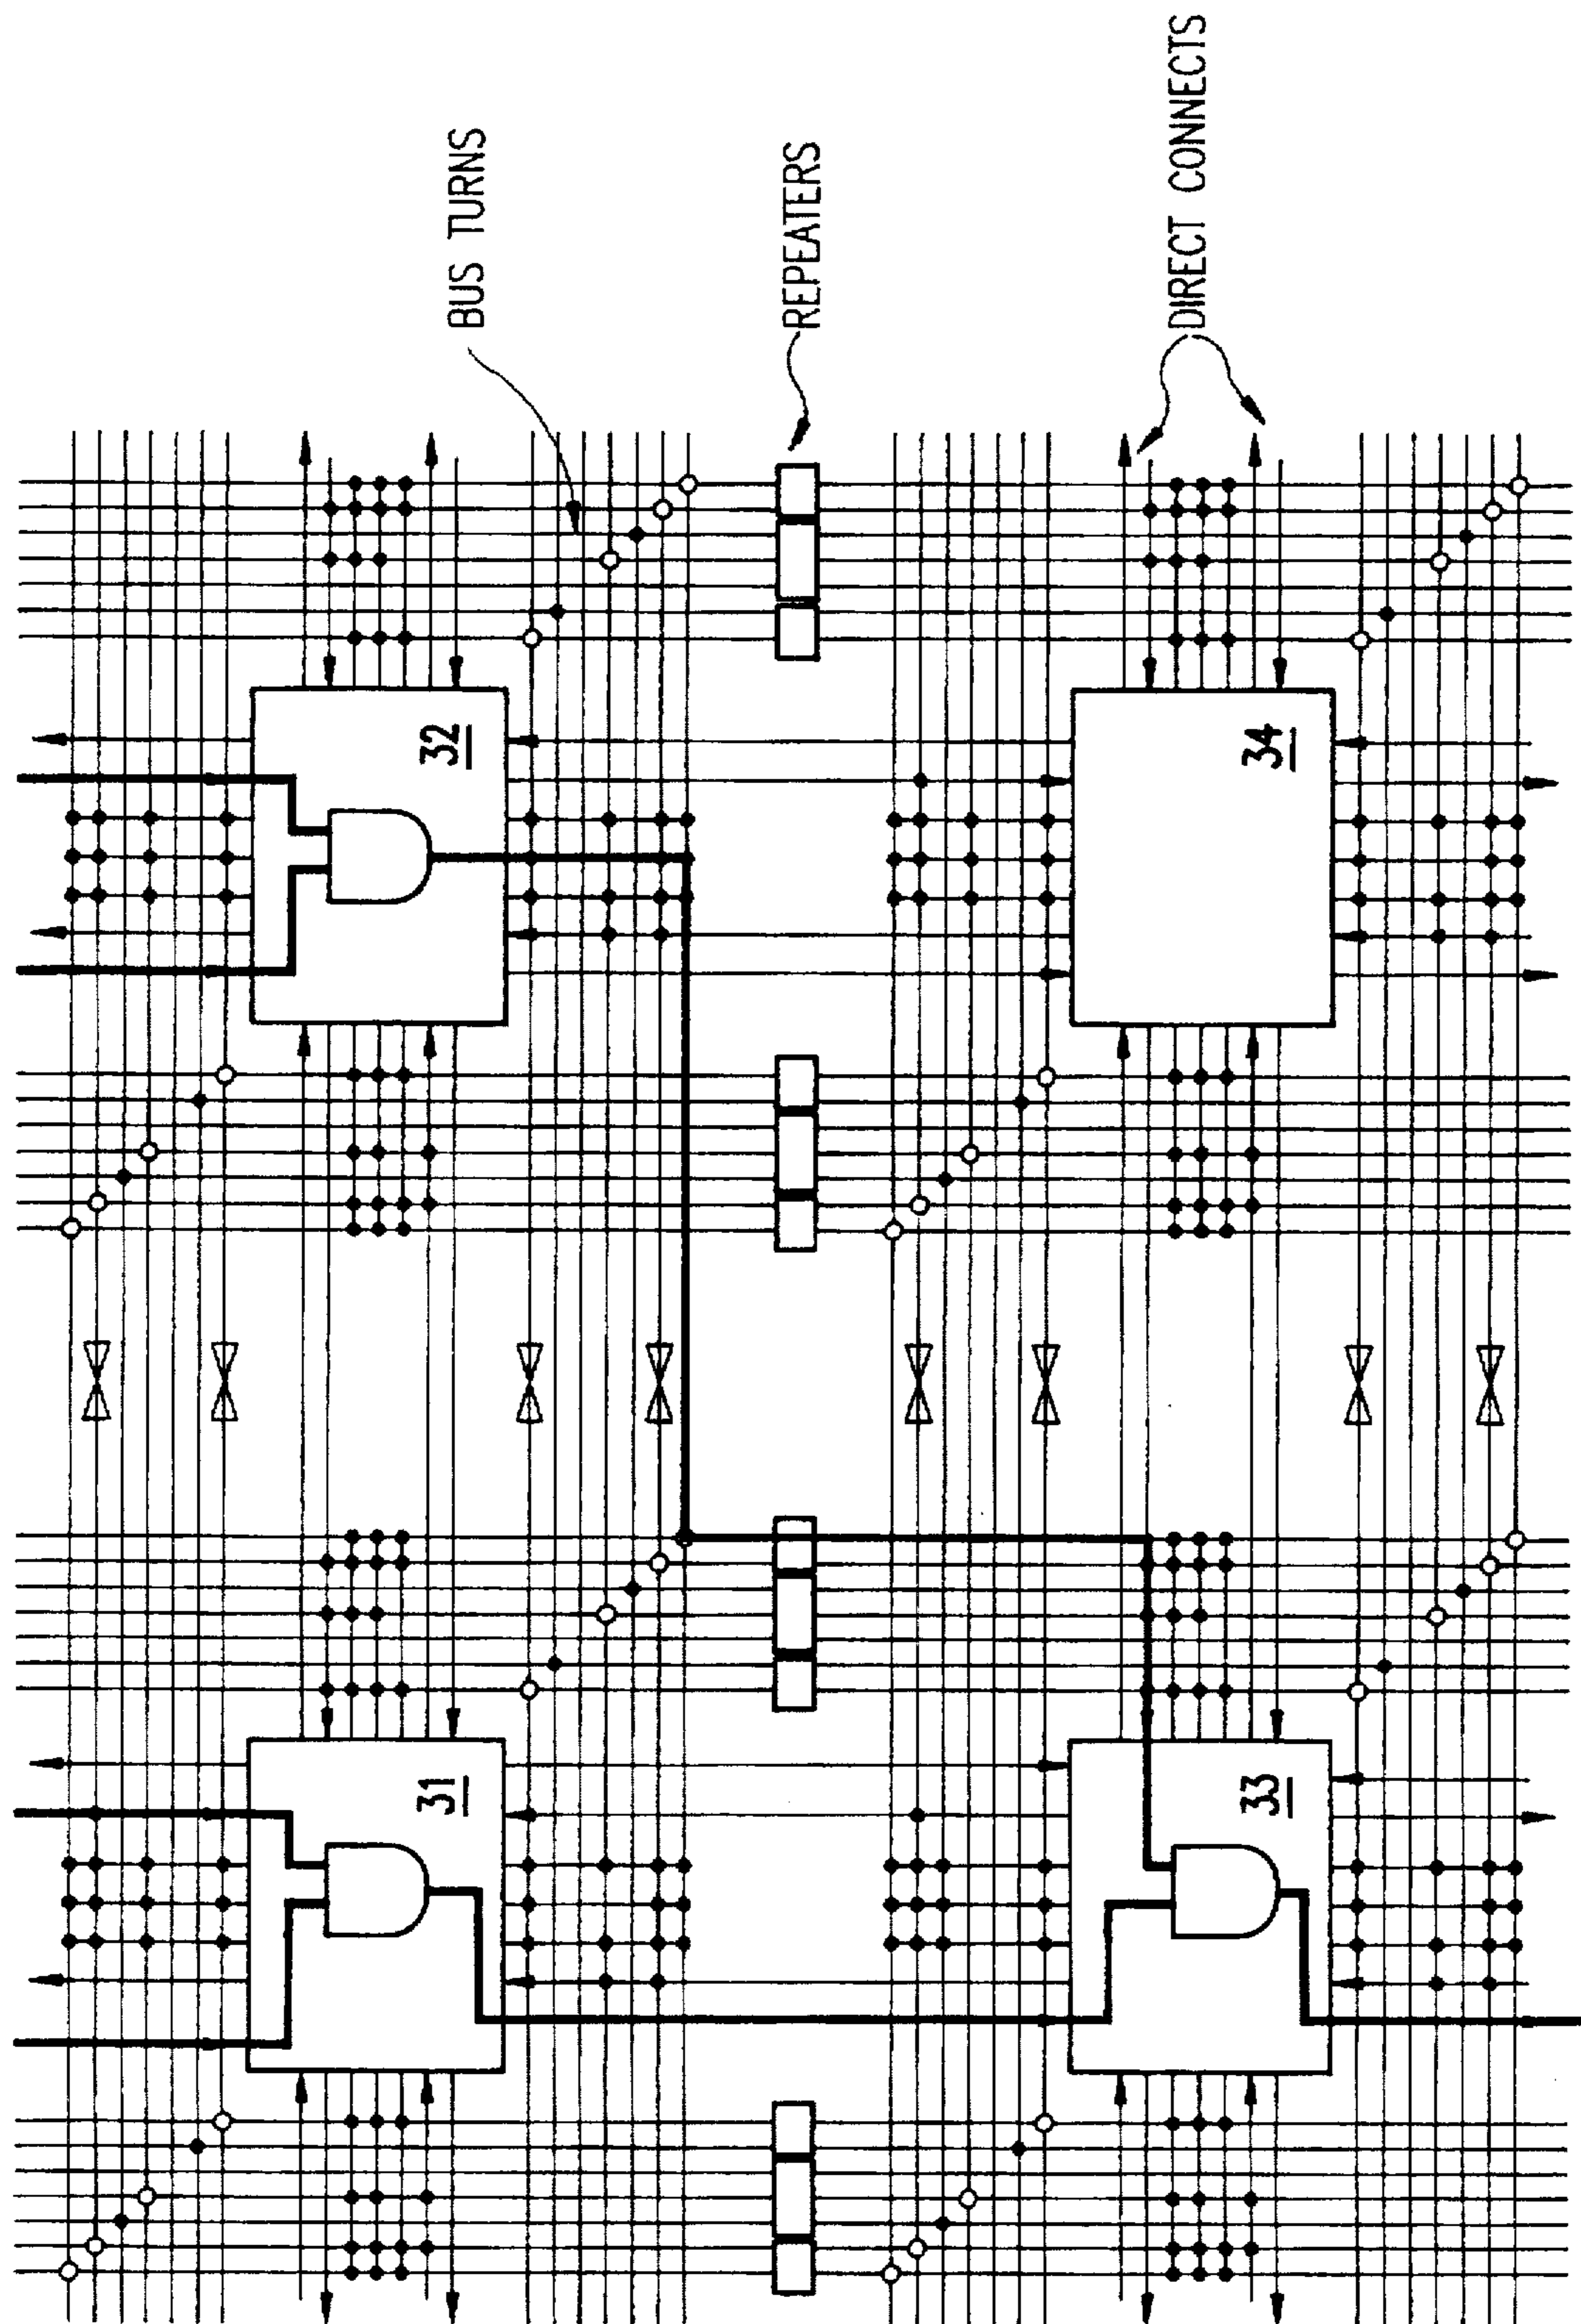 BUS TURNS
REPEATERS
DIRECT CONNECTS
32
34
31
33